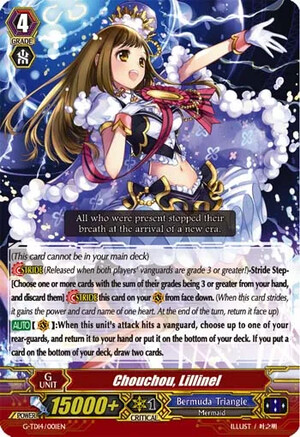 4
GRADE
All who were present stopped their
breath at the arrival of a new era.
(This card cannot be in your main deck)
STRIDE (Released when both players' vanguards are grade 3 or greater!)-Stride Step-
[Choose one or more cards with the sum of their grades being 3 or greater from your hand,
and discard them] STRIDE this card on your from face down. (When this card strides,
it gains the power and card name of one heart. At the end of the turn, return it face up)
AUTO [ ]:When this unit's attack hits a vanguard, choose up to one of your
rear-guards, and return it to your hand or put it on the bottom of your deck. If you put a
card on the bottom of your deck, draw two cards.
G
UNIT
Chouchou, Lillinel
POWER
15000+
1
CRITICAL
Bermuda Triangle
Mermaid
G-TD14/001EN
ILLUST / 叶之明